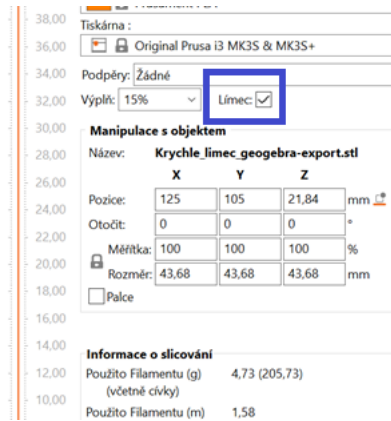 38,00
36,00
34,00
32,00
30,00
28,00
26,00
24,00
22,00
20,00
18,00
16,00
14,00
12,00
10,00
Tiskárna :
Original Prusa i3 MK3S & MK3S+
Podpěry: Žádné
Výplň: 15% Límec:
Manipulace s objektem
Název: Krychle_limec_geogebra-export.stl
X Y Z
Pozice: 125 105 21,84 mm
Otočit: 0 0 0 °
Měřítka: 100 100 100 %
Rozměr: 43,68 43,68 43,68 mm
Palce
Informace o slicování
Použito Filamentu (g) 4,73 (205,73)
(včetně cívky)
Použito Filamentu (m) 1,58